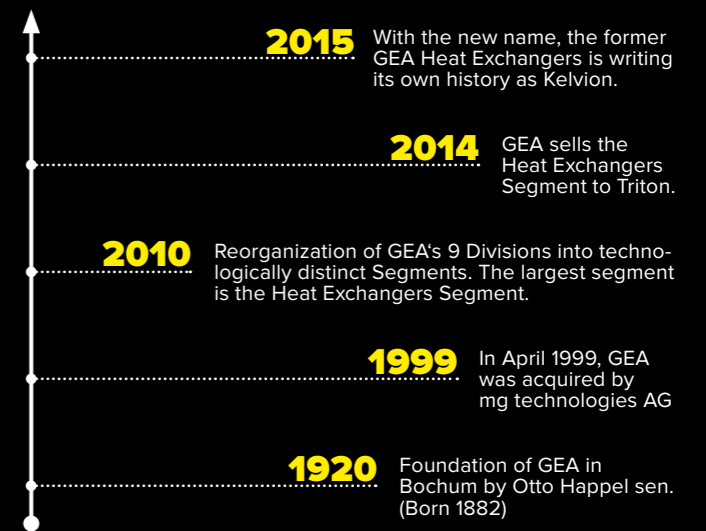 2015
With the new name, the former
GEA Heat Exchangers is writing
its own history as Kelvion.
2014
GEA sells the
Heat Exchangers
Segment to Triton.
2010
Reorganization of GEA‘s 9 Divisions into techno-
logically distinct Segments. The largest segment
is the Heat Exchangers Segment.
1999
In April 1999, GEA
was acquired by
mg technologies AG
1920
Foundation of GEA in
Bochum by Otto Happel sen.
(Born 1882)